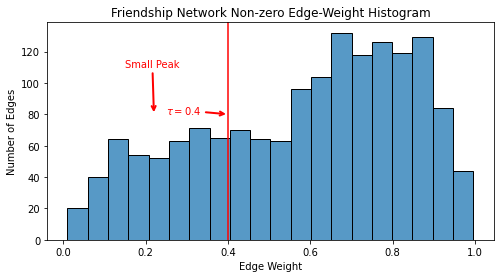 Friendship Network Non-zero Edge-Weight Histogram
Number of Edges
120
100
80
60
40
20
0
Small Peak
τ = 0.4
0.0 0.2 0.4 0.6 0.8 1.0
Edge Weight